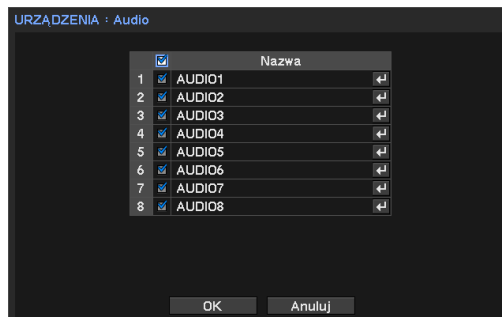 URZĄDZENIA : Audio
Nazwa
1 AUDIO1
2 AUDIO2
3 AUDIO3
4 AUDIO4
5 AUDIO5
6 AUDIO6
7 AUDIO7
8 AUDIO8
OK Anuluj